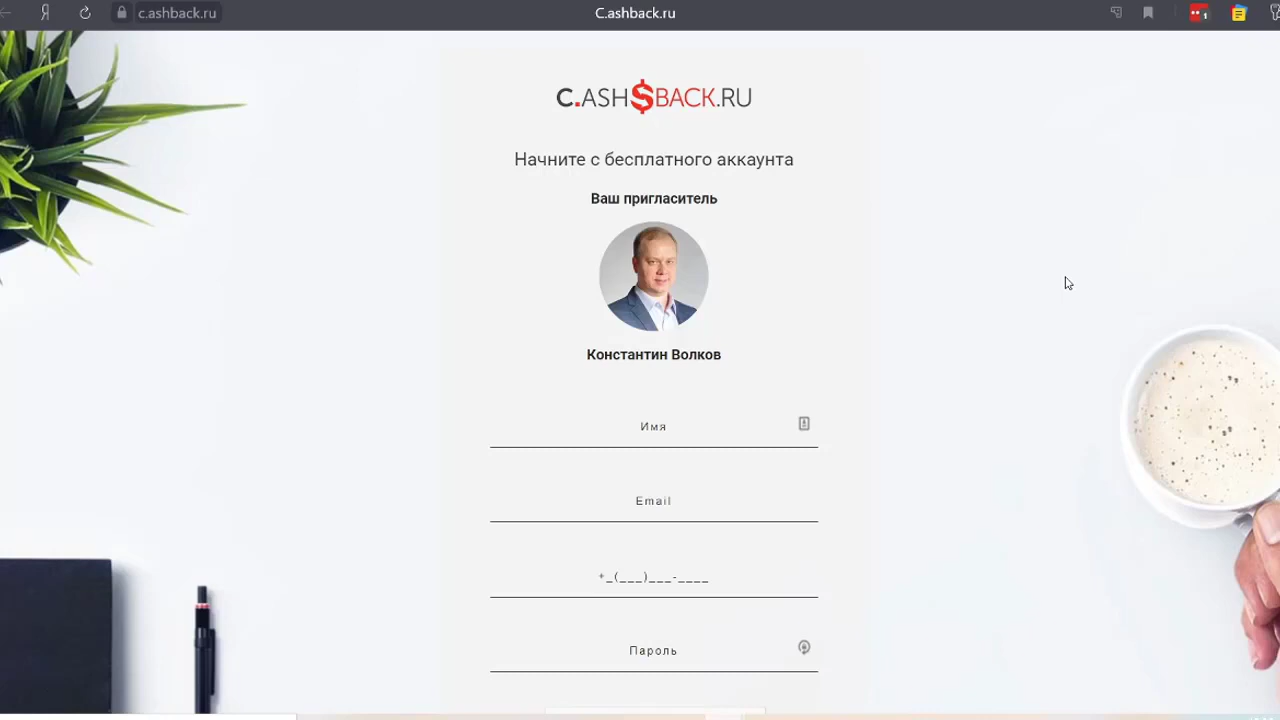 Я
c.ashback.ru
C.ashback.ru
1
C.ASH$BACK.RU
Начните с бесплатного аккаунта
Ваш пригласитель
Константин Волков
Имя
Email
+_(___)___-____
Пароль